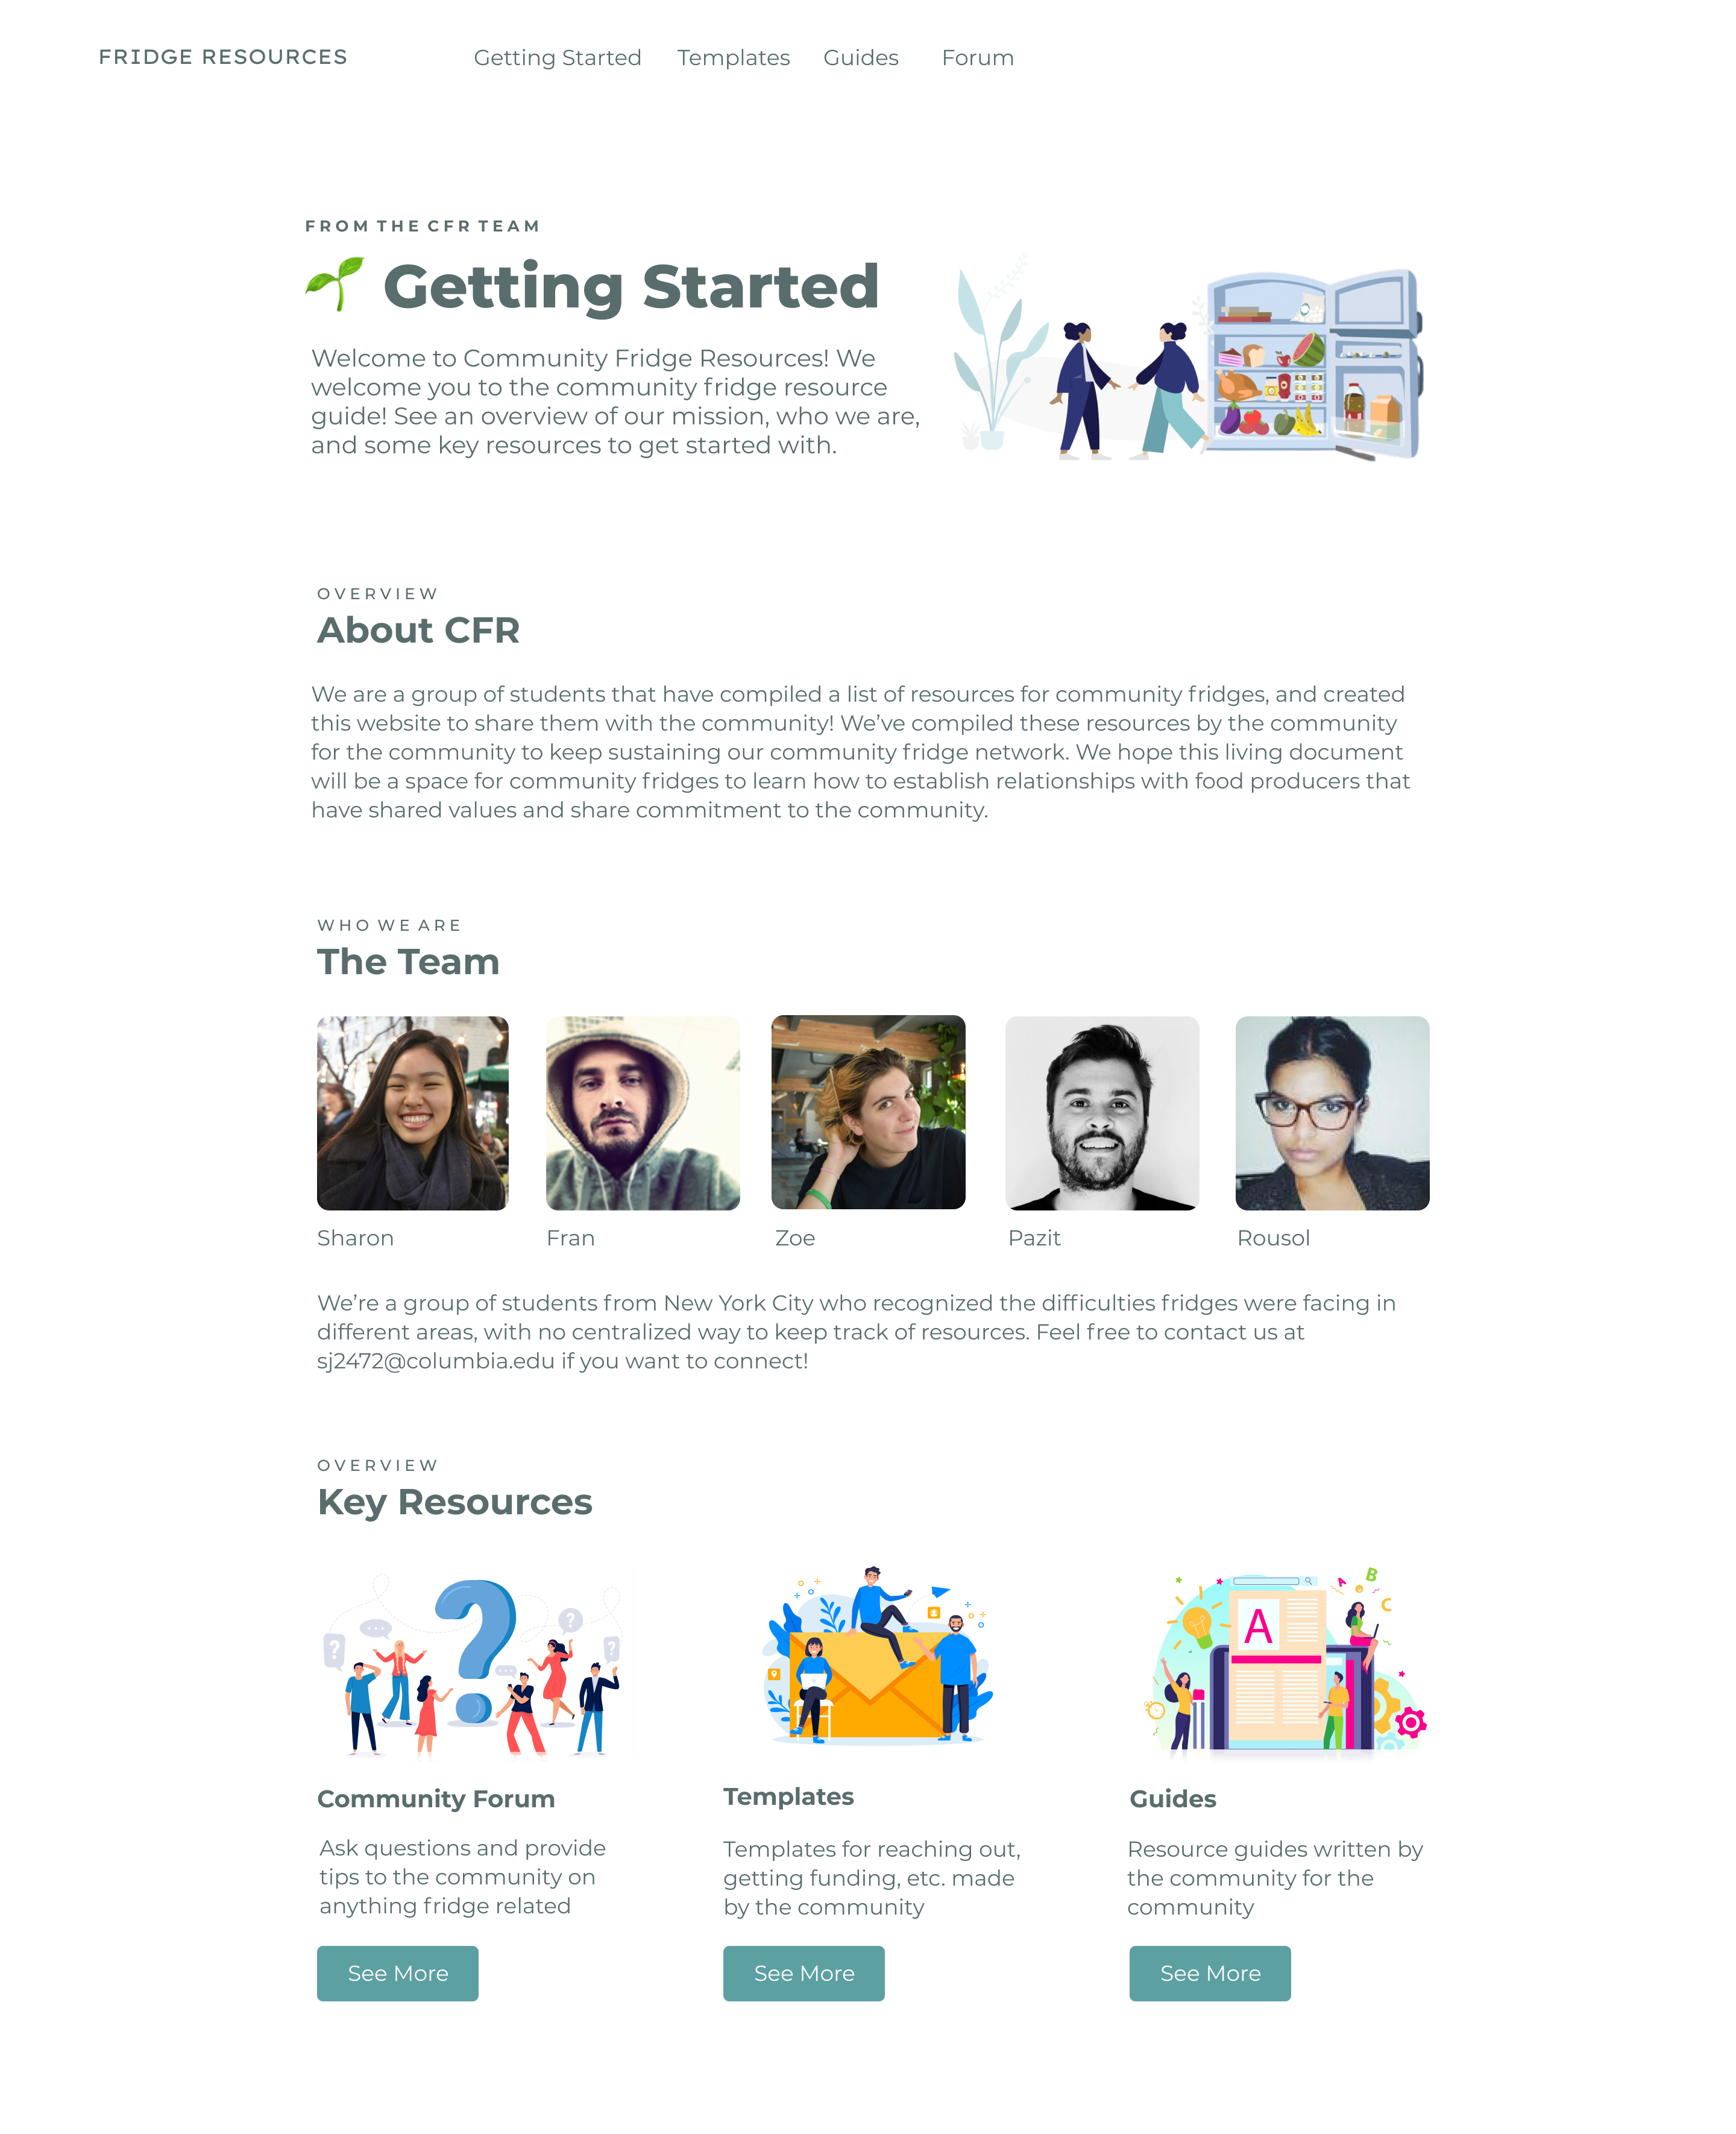 FRIDGE RESOURCES
Getting Started
Templates
Guides
Forum
FROM THE CFR TEAM
🌱 Getting Started
Welcome to Community Fridge Resources! We
welcome you to the community fridge resource
guide! See an overview of our mission, who we are,
and some key resources to get started with.
OVERVIEW
About CFR
We are a group of students that have compiled a list of resources for community fridges, and created
this website to share them with the community! We’ve compiled these resources by the community
for the community to keep sustaining our community fridge network. We hope this living document
will be a space for community fridges to learn how to establish relationships with food producers that
have shared values and share commitment to the community.
WHO WE ARE
The Team
Sharon
Fran
Zoe
Pazit
Rousol
We’re a group of students from New York City who recognized the difficulties fridges were facing in
different areas, with no centralized way to keep track of resources. Feel free to contact us at
sj2472@columbia.edu if you want to connect!
OVERVIEW
Key Resources
?
?
?
?
A
A
B
C
Community Forum
Ask questions and provide
tips to the community on
anything fridge related
See More
Templates
Templates for reaching out,
getting funding, etc. made
by the community
See More
Guides
Resource guides written by
the community for the
community
See More